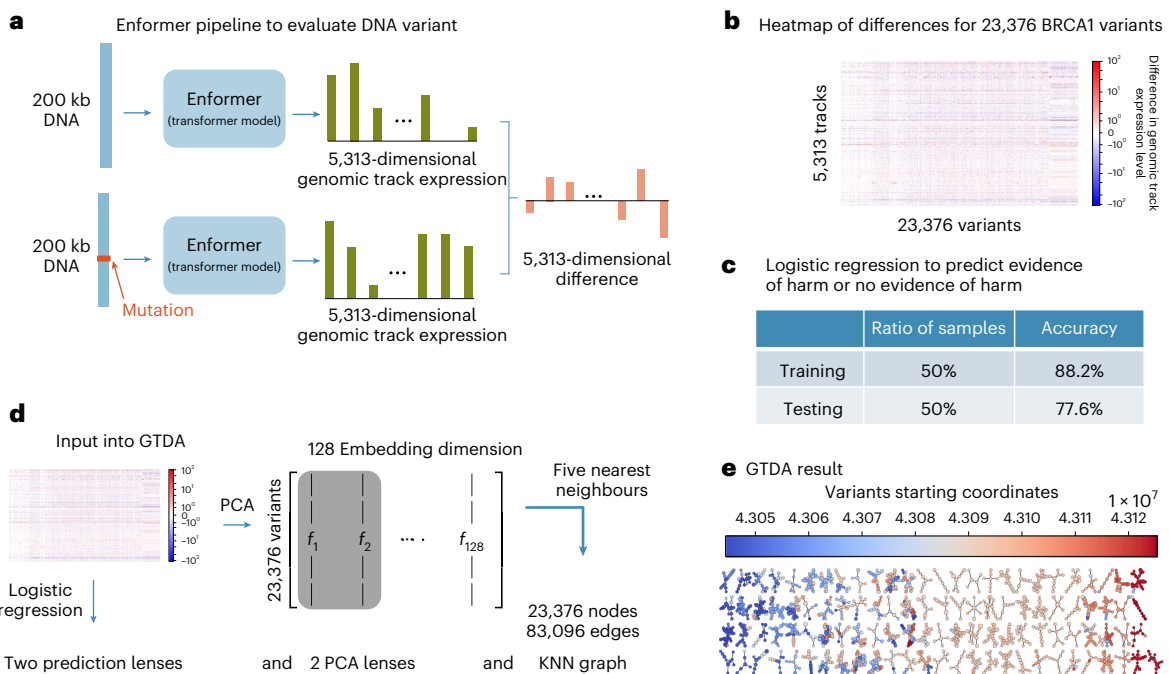 a
Enformer pipeline to evaluate DNA variant
200 kb
DNA
Enformer
(transformer model)
...
5,313-dimensional
genomic track expression
200 kb
DNA
Mutation
Enformer
(transformer model)
...
5,313-dimensional
genomic track expression
...
5,313-dimensional
difference
b
Heatmap of differences for 23,376 BRCA1 variants
5,313 tracks
23,376 variants
10²
10¹
10⁰
0
−10⁰
−10¹
−10²
Difference in genomic track
expression level
c
Logistic regression to predict evidence
of harm or no evidence of harm
Ratio of samples Accuracy
Training 50% 88.2%
Testing 50% 77.6%
d
Input into GTDA
10²
10¹
10⁰
0
−10⁰
−10¹
−10²
PCA
Logistic
regression
128 Embedding dimension
23,376 variants
f₁ f₂ ... f₁₂₈
Five nearest
neighbours
23,376 nodes
83,096 edges
Two prediction lenses and 2 PCA lenses and KNN graph
e
GTDA result
Variants starting coordinates
1 × 10⁷
4.305 4.306 4.307 4.308 4.309 4.310 4.311 4.312